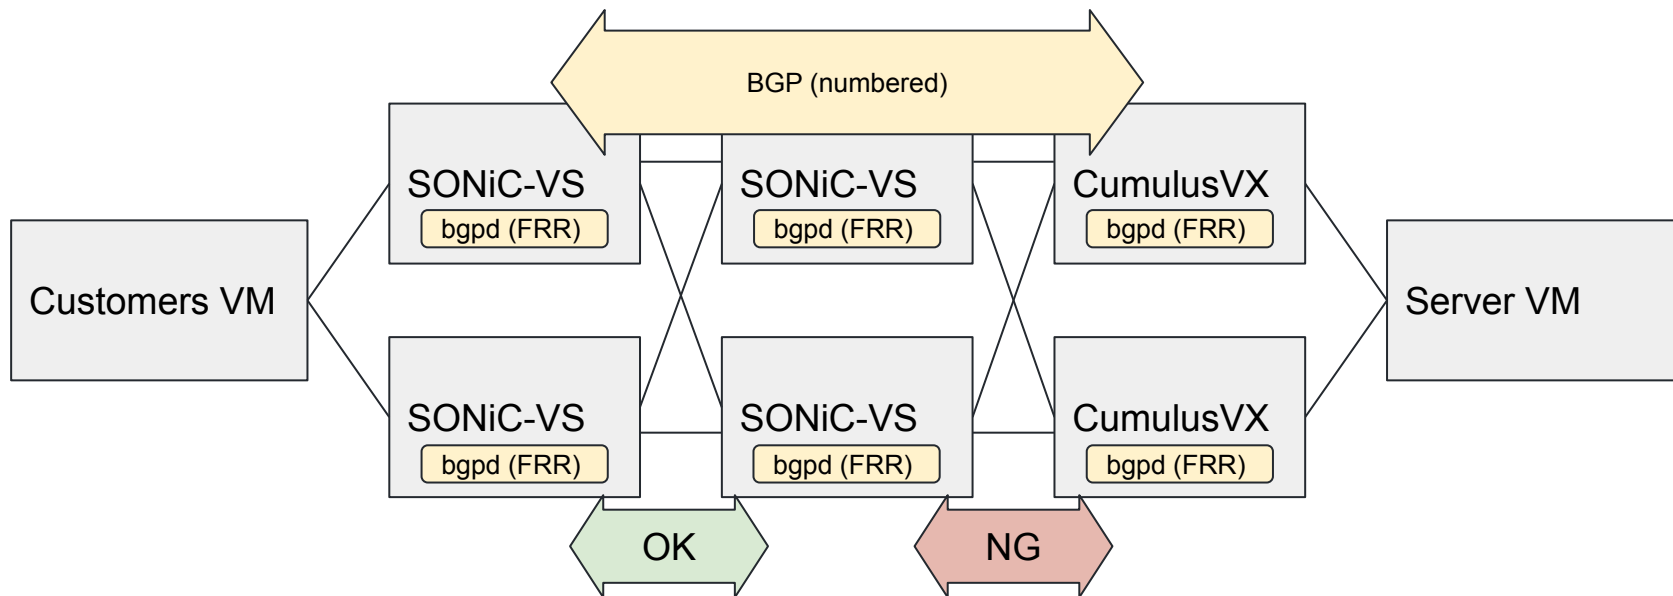 BGP (numbered)
SONiC-VS
bgpd (FRR)
SONiC-VS
bgpd (FRR)
CumulusVX
bgpd (FRR)
Customers VM
Server VM
SONiC-VS
bgpd (FRR)
SONiC-VS
bgpd (FRR)
CumulusVX
bgpd (FRR)
OK
NG